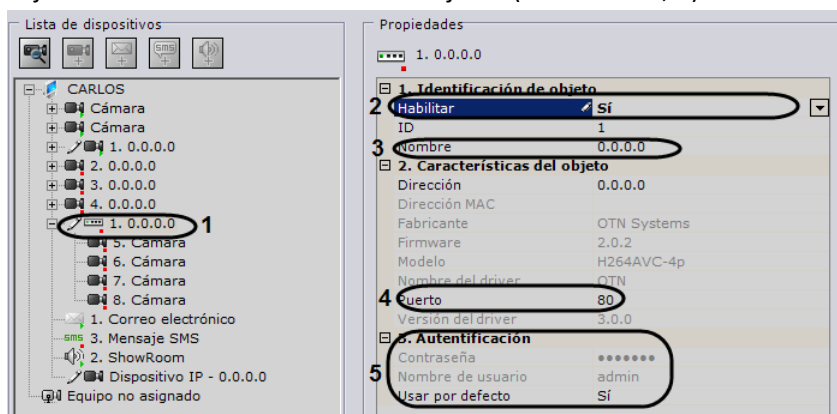 Lista de dispositivos
CARLOS
Cámara
Cámara
1. 0.0.0.0
2. 0.0.0.0
3. 0.0.0.0
4. 0.0.0.0
1. 0.0.0.0 1
5. Cámara
6. Cámara
7. Cámara
8. Cámara
1. Correo electrónico
sms 3. Mensaje SMS
2. ShowRoom
Dispositivo IP - 0.0.0.0
Equipo no asignado
Propiedades
1. 0.0.0.0
1. Identificación de objeto
2 Habilitar Sí
ID 1
3 Nombre 0.0.0.0
2. Características del objeto
Dirección 0.0.0.0
Dirección MAC
Fabricante OTN Systems
Firmware 2.0.2
Modelo H264AVC-4p
Nombre del driver OTN
4 Puerto 80
Versión del driver 3.0.0
3. Autentificación
Contraseña •••••••
5 Nombre de usuario admin
Usar por defecto Sí